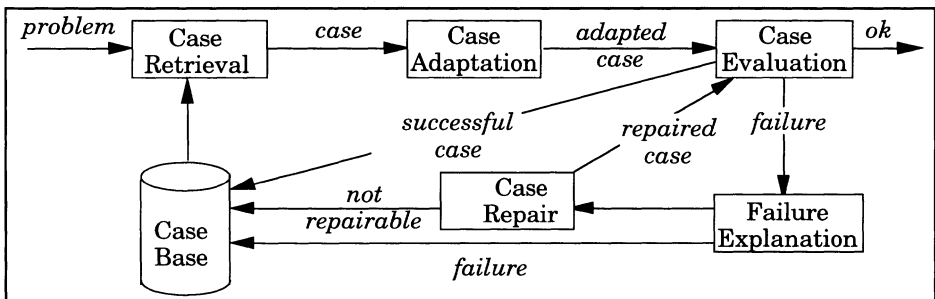 problem
Case
Retrieval
case
Case
Adaptation
adapted
case
Case
Evaluation
ok
successful
case
repaired
case
failure
Case
Base
not
repairable
Case
Repair
Failure
Explanation
failure